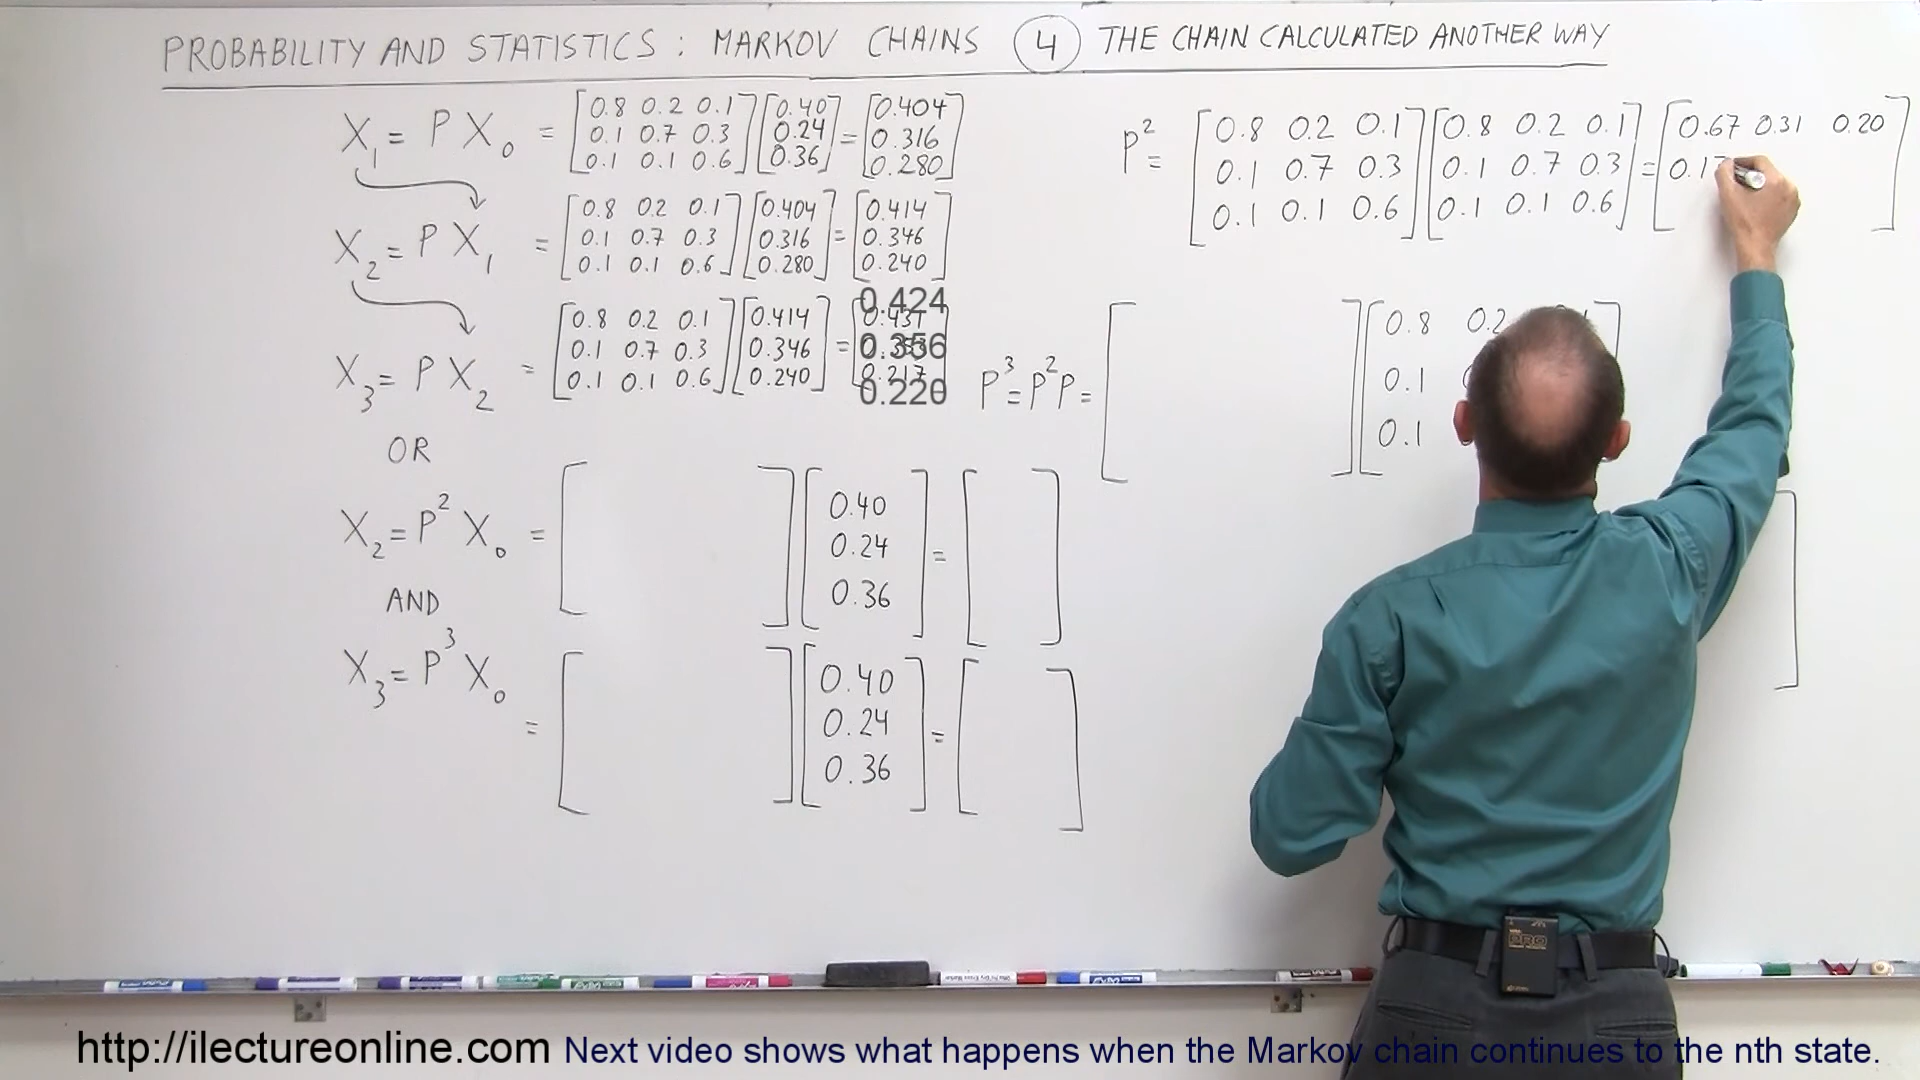 PROBABILITY AND STATISTICS : MARKOV CHAINS 4 THE CHAIN CALCULATED ANOTHER WAY
X₁ = P X₀ = [0.8 0.2 0.1] [0.40] = [0.404]
[0.1 0.7 0.3] [0.24] [0.316]
[0.1 0.1 0.6] [0.36] [0.280]
X₂ = P X₁ = [0.8 0.2 0.1] [0.404] = [0.414]
[0.1 0.7 0.3] [0.316] [0.346]
[0.1 0.1 0.6] [0.280] [0.240]
X₃ = P X₂ = [0.8 0.2 0.1] [0.414] = [0.424]
[0.1 0.7 0.3] [0.346] [0.356]
[0.1 0.1 0.6] [0.240] [0.220]
OR
X₂ = P² X₀ = [ ] [0.40] = [ ]
[0.24]
[0.36]
AND
X₃ = P³ X₀ = [ ] [0.40] = [ ]
[0.24]
[0.36]
P² = [0.8 0.2 0.1] [0.8 0.2 0.1] = [0.67 0.31 0.20]
[0.1 0.7 0.3] [0.1 0.7 0.3] [0.1
[0.1 0.1 0.6] [0.1 0.1 0.6]
P³ = P²P = [ ] [0.8 0.2
0.1
0.1
PRO
http://ilectureonline.com Next video shows what happens when the Markov chain continues to the nth state.